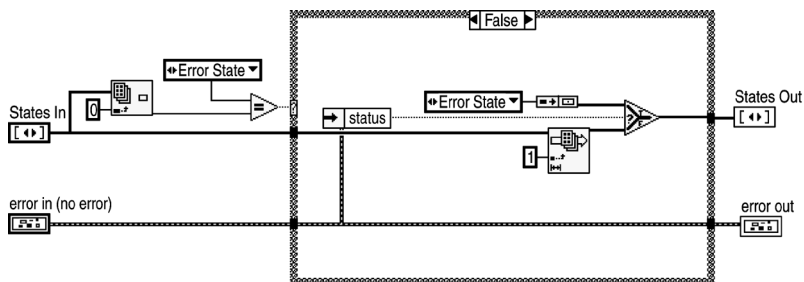 False
Error State
0
=
States In
status
Error State
? T F
1
States Out
error in (no error)
error out